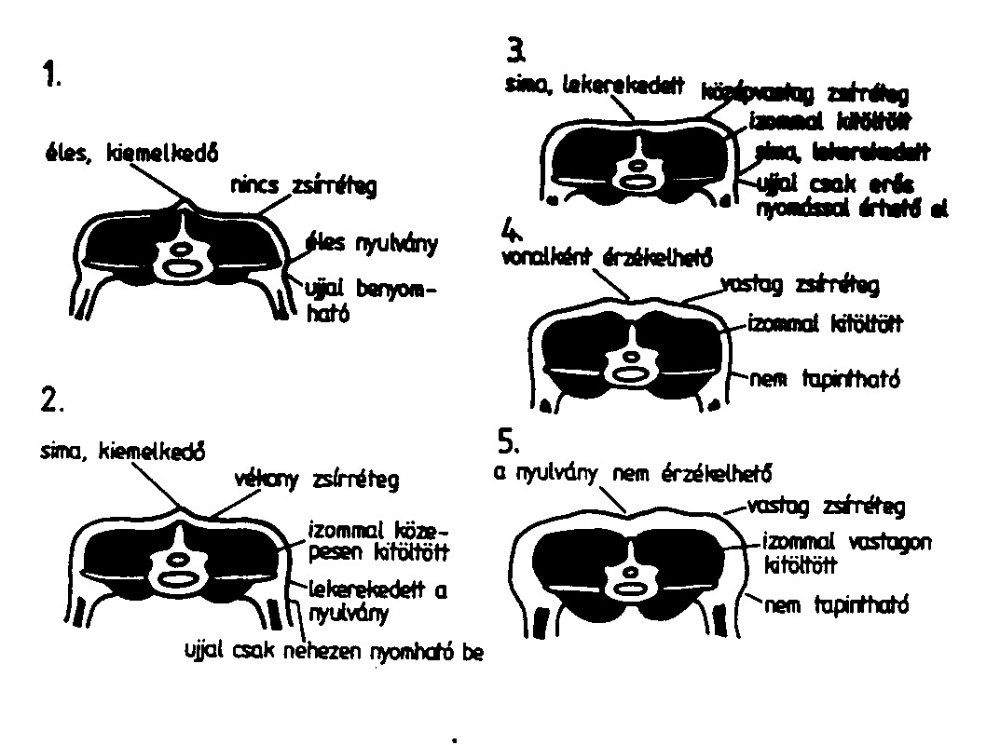 1.
éles, kiemelkedő
nincs zsírréteg
éles nyulvány
ujjal benyom-
ható
2.
sima, kiemelkedő
vékony zsírréteg
izommal köze-
pesen kitöltött
lekerekedett a
nyulvány
ujjal csak nehezen nyomható be
3.
sima, lekerekedett
középvastag zsírréteg
izommal kitöltött
sima, lekerekedett
ujjal csak erős
nyomással érhető el
4.
vonalként érzékelhető
vastag zsírréteg
izommal kitöltött
nem tapintható
5.
a nyulvány nem érzékelhető
vastag zsírréteg
izommal vastagon
kitöltött
nem tapintható